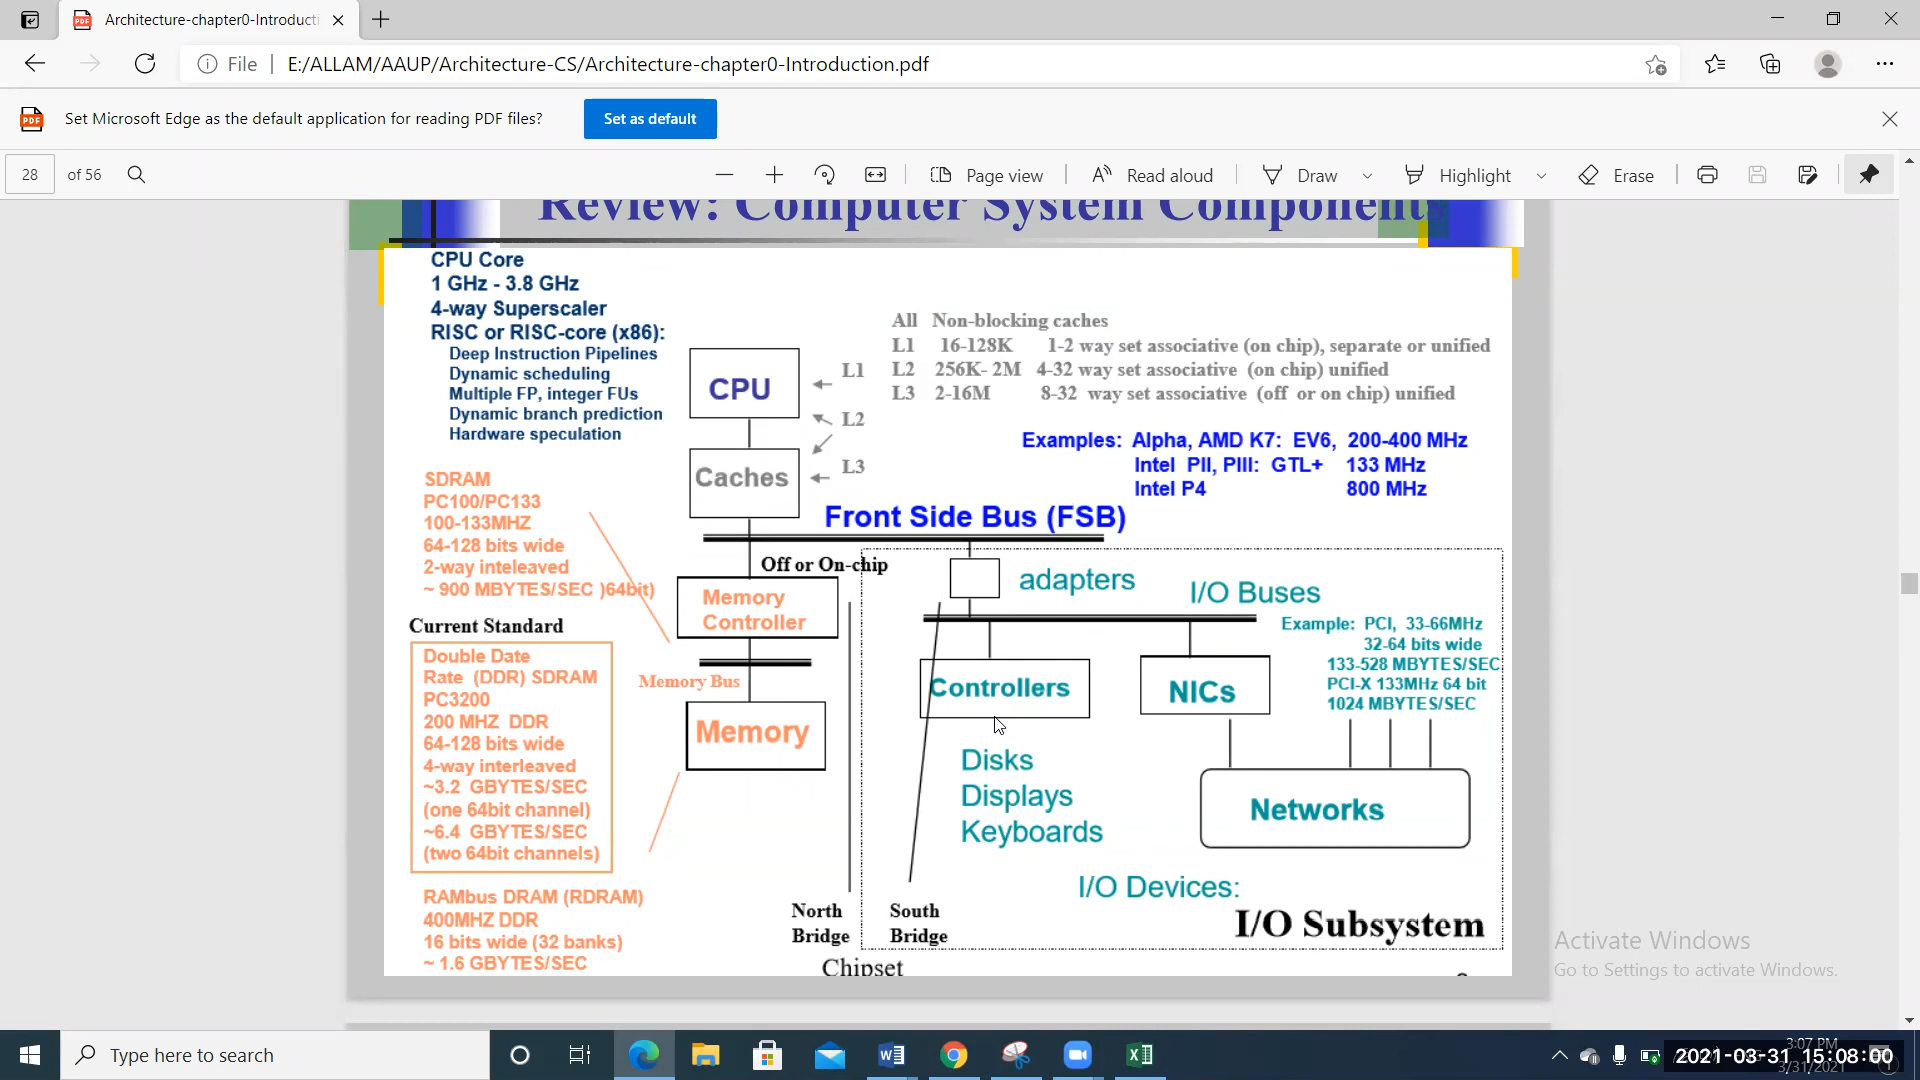 Architecture-chapter0-Introducti
File
E:/ALLAM/AAUP/Architecture-CS/Architecture-chapter0-Introduction.pdf
Set Microsoft Edge as the default application for reading PDF files?
Set as default
28 of 56
Page view
Read aloud
Draw
Highlight
Erase
Review: Computer System Components
CPU Core
1 GHz - 3.8 GHz
4-way Superscaler
RISC or RISC-core (x86):
Deep Instruction Pipelines
Dynamic scheduling
Multiple FP, integer FUs
Dynamic branch prediction
Hardware speculation
CPU
Caches
L1
L2
L3
All Non-blocking caches
L1 16-128K 1-2 way set associative (on chip), separate or unified
L2 256K- 2M 4-32 way set associative (on chip) unified
L3 2-16M 8-32 way set associative (off or on chip) unified
Examples: Alpha, AMD K7: EV6, 200-400 MHz
Intel PII, PIII: GTL+ 133 MHz
Intel P4 800 MHz
Front Side Bus (FSB)
SDRAM
PC100/PC133
100-133MHZ
64-128 bits wide
2-way inteleaved
~ 900 MBYTES/SEC )64bit)
Off or On-chip
Memory
Controller
Memory Bus
Memory
Current Standard
Double Date
Rate (DDR) SDRAM
PC3200
200 MHZ DDR
64-128 bits wide
4-way interleaved
~3.2 GBYTES/SEC
(one 64bit channel)
~6.4 GBYTES/SEC
(two 64bit channels)
RAMbus DRAM (RDRAM)
400MHZ DDR
16 bits wide (32 banks)
~ 1.6 GBYTES/SEC
adapters
I/O Buses
Example: PCI, 33-66MHz
32-64 bits wide
133-528 MBYTES/SEC
PCI-X 133MHz 64 bit
1024 MBYTES/SEC
Controllers
NICs
Disks
Displays
Keyboards
Networks
I/O Devices:
I/O Subsystem
North
Bridge
South
Bridge
Chipset
Activate Windows
Go to Settings to activate Windows.
Type here to search
3:07 PM
2021-03-31 15:08:00
3/31/2021